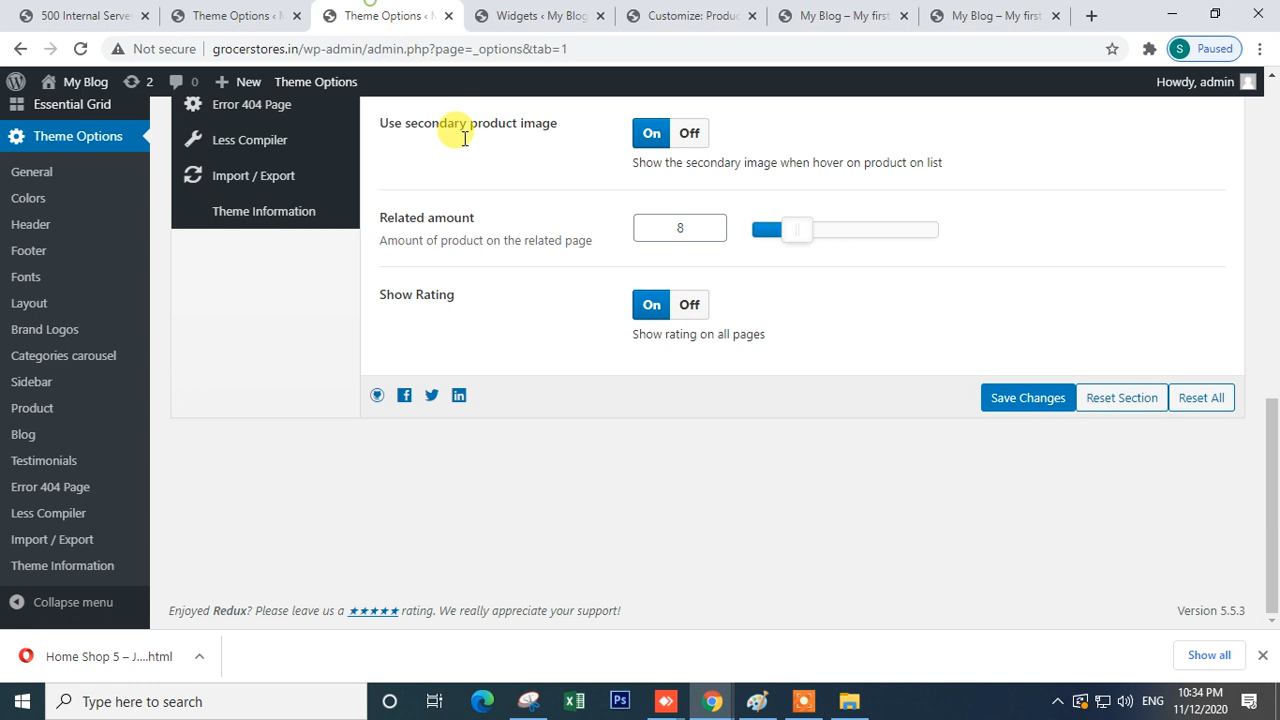 500 Internal Serve
Theme Options ‹ M
Theme Options ‹ M
Widgets ‹ My Blog
Customize: Produc
My Blog – My first
My Blog – My first
Not secure
grocerstores.in/wp-admin/admin.php?page=_options&tab=1
S
Paused
My Blog
2
0
New
Theme Options
Howdy, admin
Essential Grid
Theme Options
General
Colors
Header
Footer
Fonts
Layout
Brand Logos
Categories carousel
Sidebar
Product
Blog
Testimonials
Error 404 Page
Less Compiler
Import / Export
Theme Information
Collapse menu
Error 404 Page
Less Compiler
Import / Export
Theme Information
Use secondary product image
On Off
Show the secondary image when hover on product on list
Related amount
Amount of product on the related page
8
Show Rating
On Off
Show rating on all pages
Save Changes
Reset Section
Reset All
Enjoyed Redux? Please leave us a ★★★★★ rating. We really appreciate your support!
Version 5.5.3
Home Shop 5 – J....html
Show all
Type here to search
ENG
10:34 PM
11/12/2020